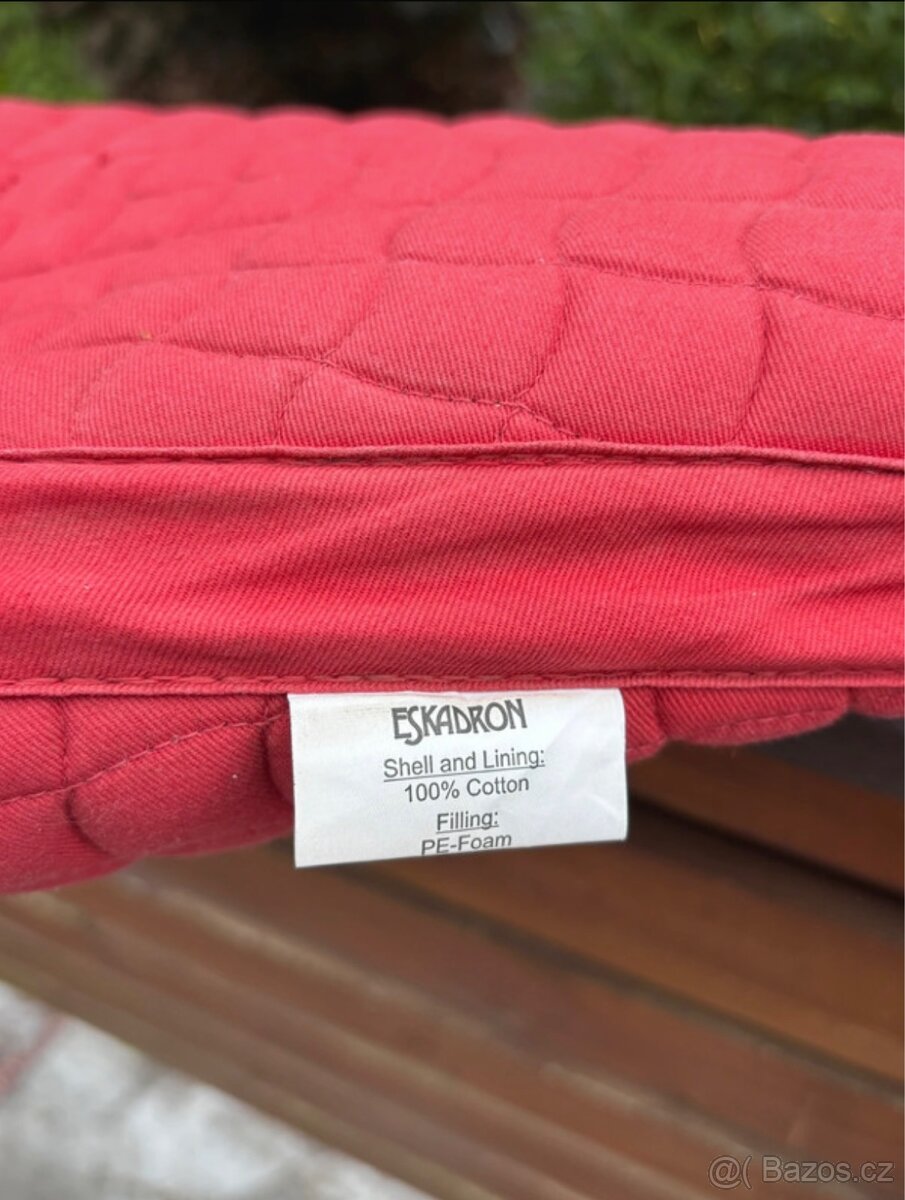 ESKADRON
Shell and Lining:
100% Cotton
Filling:
PE-Foam
@( Bazos.cz